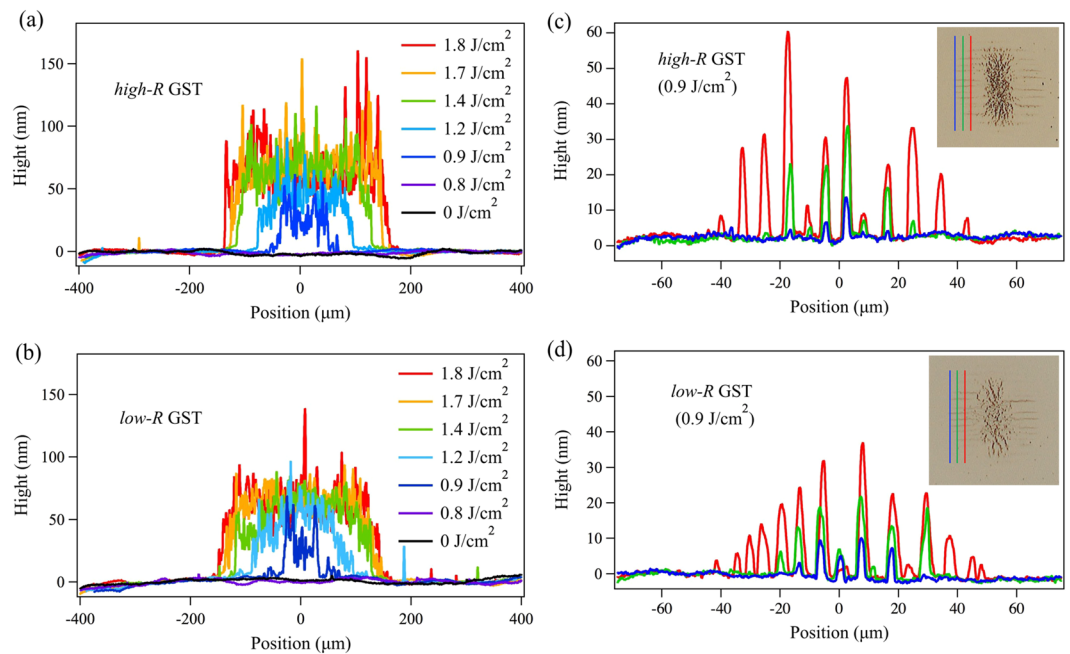 (a)
Hight (nm)
150
100
50
0
high-R GST
1.8 J/cm²
1.7 J/cm²
1.4 J/cm²
1.2 J/cm²
0.9 J/cm²
0.8 J/cm²
0 J/cm²
-400
-200
0
200
400
Position (μm)
(b)
Hight (nm)
150
100
50
0
low-R GST
1.8 J/cm²
1.7 J/cm²
1.4 J/cm²
1.2 J/cm²
0.9 J/cm²
0.8 J/cm²
0 J/cm²
-400
-200
0
200
400
Position (μm)
(c)
Hight (nm)
60
50
40
30
20
10
0
high-R GST
(0.9 J/cm²)
-60
-40
-20
0
20
40
60
Position (μm)
(d)
Hight (nm)
60
50
40
30
20
10
0
low-R GST
(0.9 J/cm²)
-60
-40
-20
0
20
40
60
Position (μm)